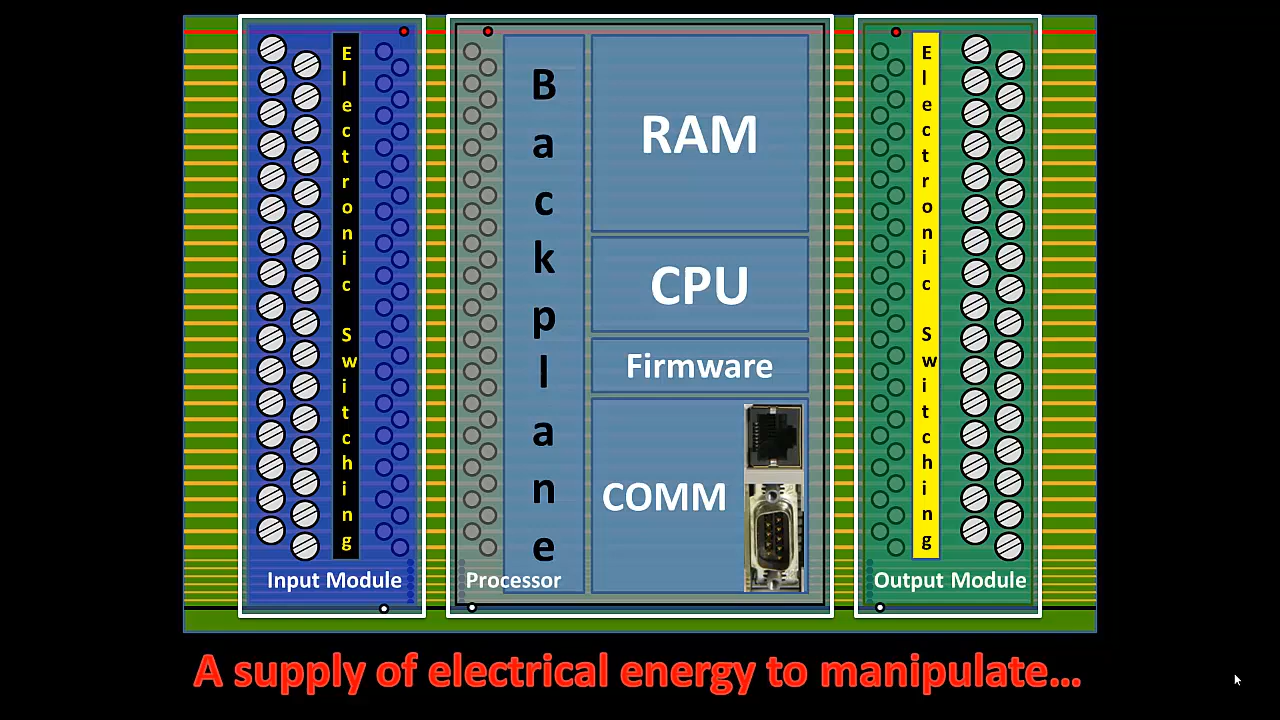 Electronic Switching
Backplane
RAM
CPU
Firmware
COMM
Electronic Switching
Input Module
Processor
Output Module
A supply of electrical energy to manipulate...